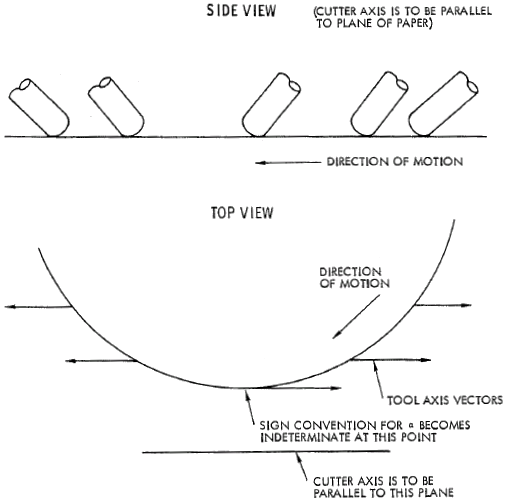 SIDE VIEW
(CUTTER AXIS IS TO BE PARALLEL
TO PLANE OF PAPER)
DIRECTION OF MOTION
TOP VIEW
DIRECTION
OF MOTION
TOOL AXIS VECTORS
SIGN CONVENTION FOR α BECOMES
INDETERMINATE AT THIS POINT
CUTTER AXIS IS TO BE
PARALLEL TO THIS PLANE